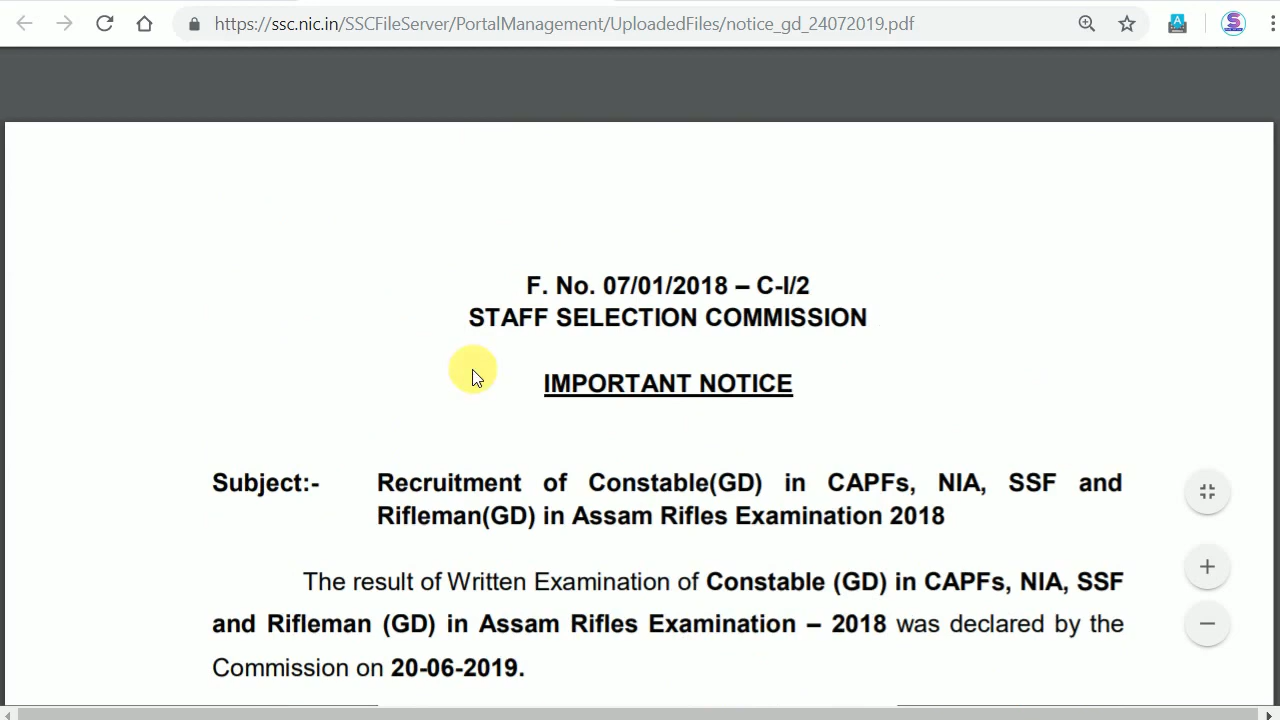 https://ssc.nic.in/SSCFileServer/PortalManagement/UploadedFiles/notice_gd_24072019.pdf
F. No. 07/01/2018 – C-I/2
STAFF SELECTION COMMISSION
IMPORTANT NOTICE
Subject:- Recruitment of Constable(GD) in CAPFs, NIA, SSF and
Rifleman(GD) in Assam Rifles Examination 2018
The result of Written Examination of Constable (GD) in CAPFs, NIA, SSF
and Rifleman (GD) in Assam Rifles Examination – 2018 was declared by the
Commission on 20-06-2019.